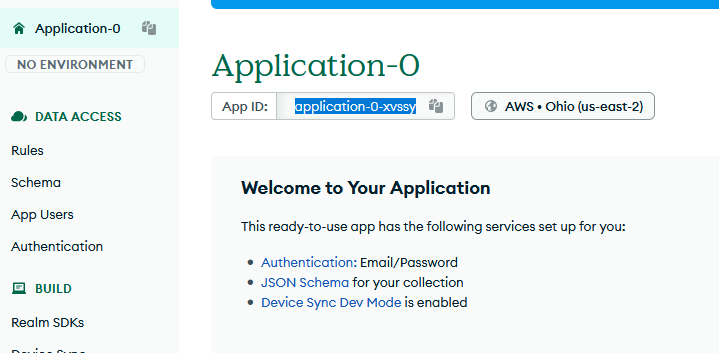 Application-0
NO ENVIRONMENT
DATA ACCESS
Rules
Schema
App Users
Authentication
BUILD
Realm SDKs
Device Sync
Application-0
App ID: application-0-xvssy
AWS • Ohio (us-east-2)
Welcome to Your Application
This ready-to-use app has the following services set up for you:
• Authentication: Email/Password
• JSON Schema for your collection
• Device Sync Dev Mode is enabled